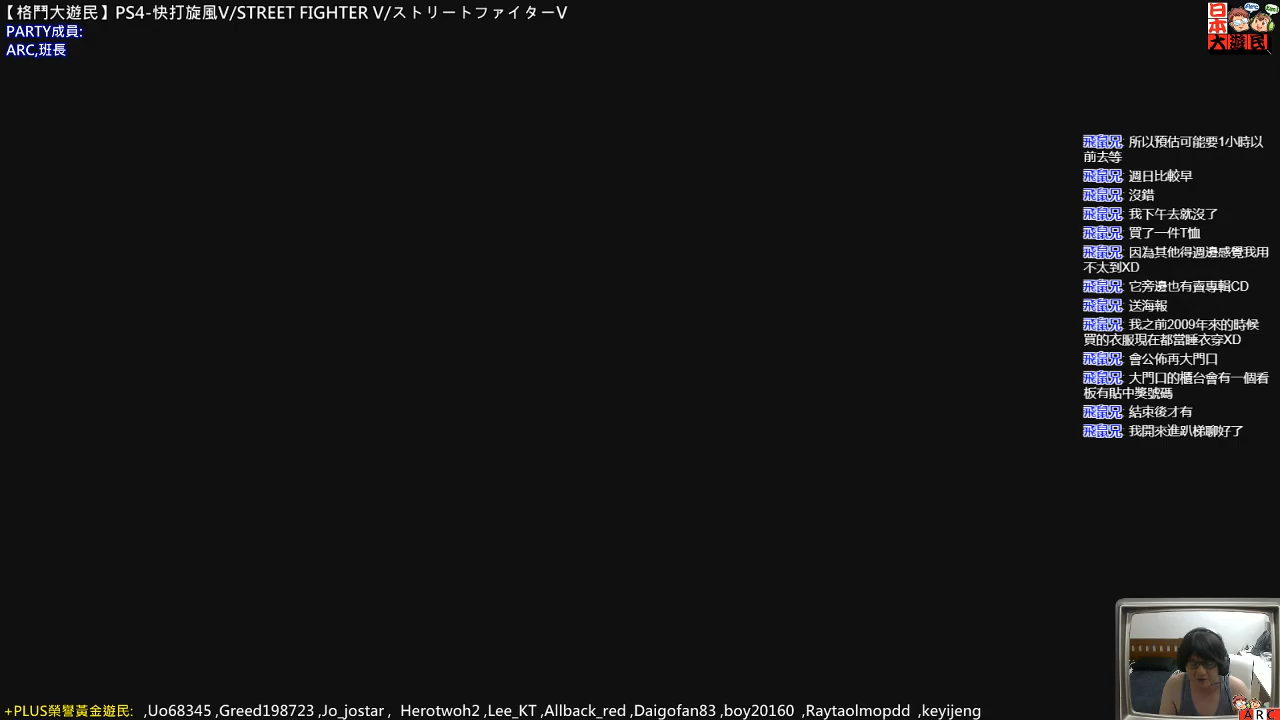 【格鬥大遊民】PS4-快打旋風V/STREET FIGHTER V/ストリートファイターV
PARTY成員:
ARC,班長
日本
大遊民
飛鼠兄: 所以預估可能要1小時以
前去等
飛鼠兄: 週日比較早
飛鼠兄: 沒錯
飛鼠兄: 我下午去就沒了
飛鼠兄: 買了一件T恤
飛鼠兄: 因為其他得週邊感覺我用
不太到XD
飛鼠兄: 它旁邊也有賣專輯CD
飛鼠兄: 送海報
飛鼠兄: 我之前2009年來的時候
買的衣服現在都當睡衣穿XD
飛鼠兄: 會公佈再大門口
飛鼠兄: 大門口的櫃台會有一個看
板有貼中獎號碼
飛鼠兄: 結束後才有
飛鼠兄: 我開來進趴梯聊好了
ARC
+PLUS榮譽黃金遊民: ,Uo68345 ,Greed198723 ,Jo_jostar , Herotwoh2 ,Lee_KT ,Allback_red ,Daigofan83 ,boy20160 ,Raytaolmopdd ,keyijeng